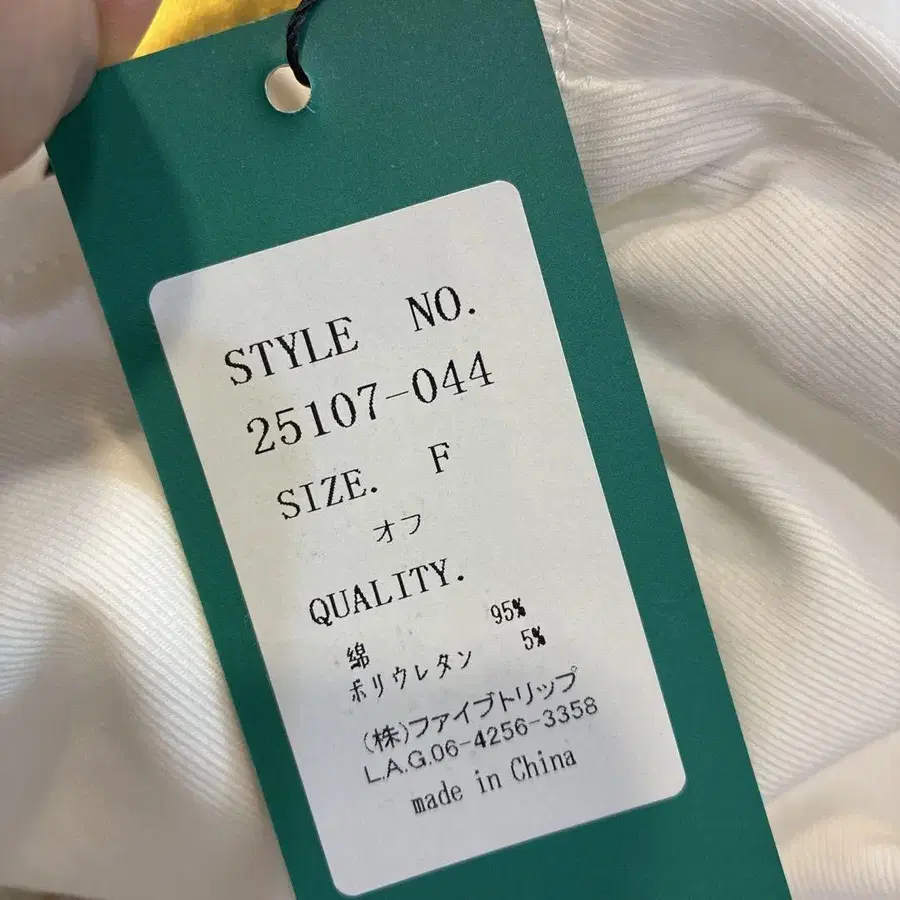 STYLE NO.
25107-044
SIZE. F
オフ
QUALITY.
綿 95%
ポリウレタン 5%
(株)ファイブトリップ
L.A.G.06-4256-3358
made in China